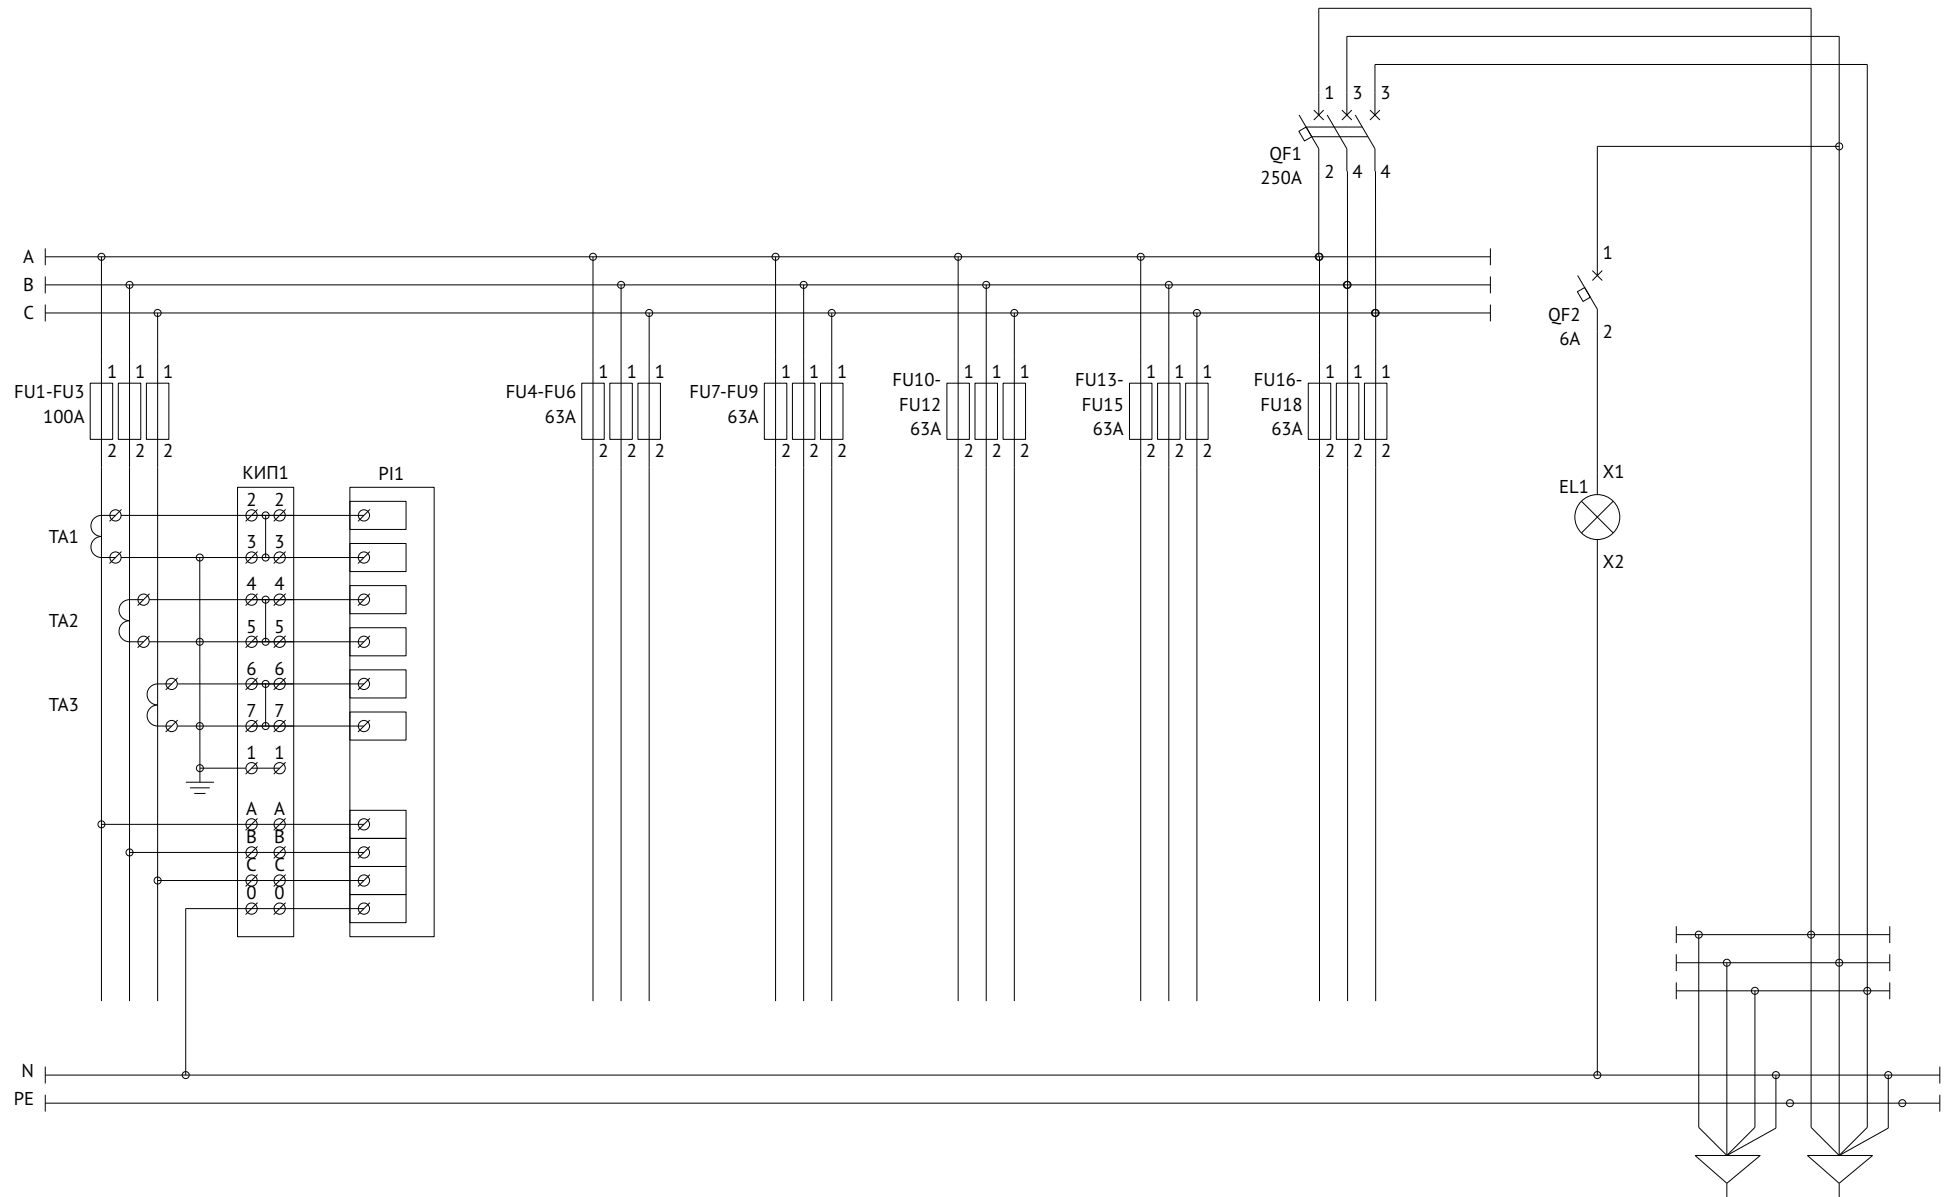 1 3 3
QF1
250A
2 4 4
A
B
C
1
QF2
6A
2
FU1-FU3
100A
1 1 1
2 2 2
FU4-FU6
63A
1 1 1
2 2 2
FU7-FU9
63A
1 1 1
2 2 2
FU10-
FU12
63A
1 1 1
2 2 2
FU13-
FU15
63A
1 1 1
2 2 2
FU16-
FU18
63A
1 1 1
2 2 2
КИП1
PI1
X1
EL1
X2
TA1
TA2
TA3
2 2
3 3
4 4
5 5
6 6
7 7
1 1
A A
B B
C C
0 0
N
PE